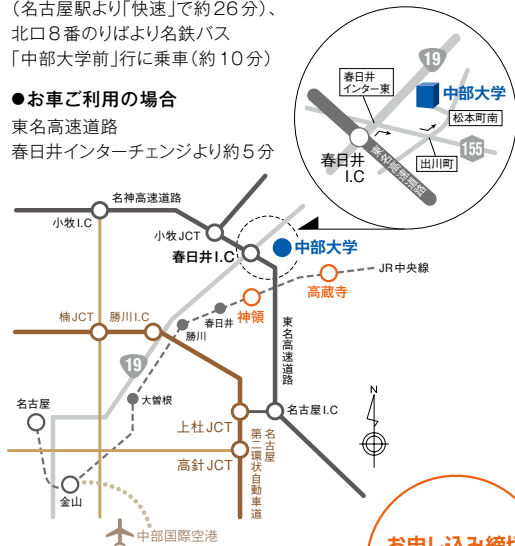 (名古屋駅より「快速」で約26分)、
北口8番のりばより名鉄バス
「中部大学前」行に乗車(約10分)
●お車ご利用の場合
東名高速道路
春日井インターチェンジより約5分
19
春日井
インター東
中部大学
松本町南
155
出川町
春日井
I.C
東名高速道路
名神高速道路
小牧I.C
小牧JCT
春日井I.C
中部大学
JR中央線
高蔵寺
神領
春日井
勝川
楠JCT
勝川I.C
19
大曽根
東名高速道路
名古屋
名古屋I.C
上社JCT
高針JCT
名古屋
第二環状自動車道
金山
中部国際空港
N